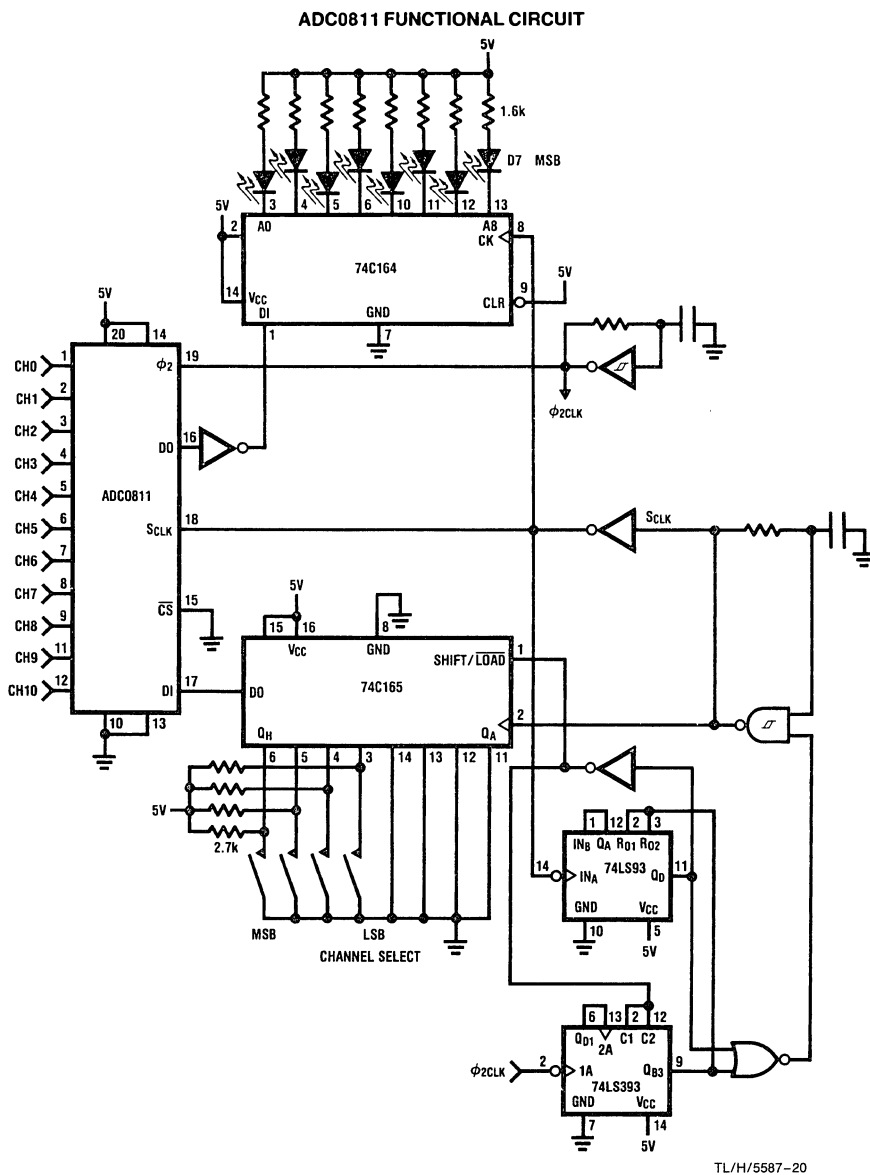 ADC0811 FUNCTIONAL CIRCUIT
5V
1.6k
D7 MSB
3 4 5 6 10 11 12 13
5V
2 A0 A8 8
CK
74C164
5V
14 VCC 9
CLR
DI GND
1 7
5V
20 14
CH0 1 ϕ2 19
CH1 2
ϕ2CLK
CH2 3
DO 16
CH3 4
CH4 5 ADC0811
CH5 6 SCLK 18 SCLK
CH6 7
CH7 8
CS 15
CH8 9
CH9 11
CH10 12 DI 17
10 13
5V
15 16 8
VCC GND
SHIFT/LOAD 1
DO 74C165
2
QH QA
6 5 4 3 14 13 12 11
5V
2.7k
MSB LSB
CHANNEL SELECT
1 12 2 3
INB QA R01 R02
74LS93
14 INA QD 11
GND VCC
10 5
5V
6 13 2 12
QD1 2A C1 C2
ϕ2CLK 2 1A QB3 9
74LS393
GND VCC
7 14
5V
TL/H/5587–20